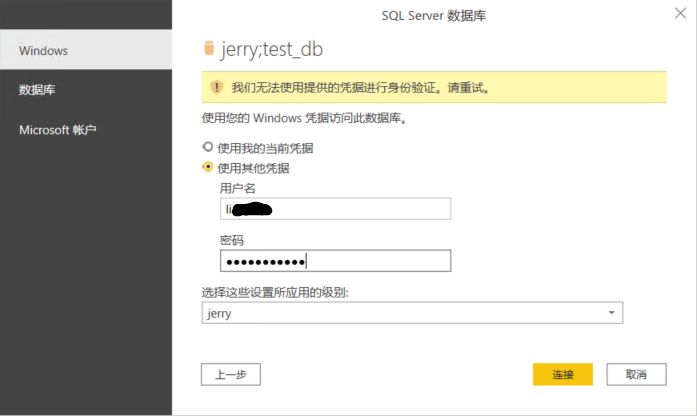 SQL Server 数据库
Windows
数据库
Microsoft 帐户
jerry;test_db
我们无法使用提供的凭据进行身份验证。请重试。
使用您的 Windows 凭据访问此数据库。
使用我的当前凭据
使用其他凭据
用户名
li
密码
选择这些设置所应用的级别:
jerry
上一步
连接
取消